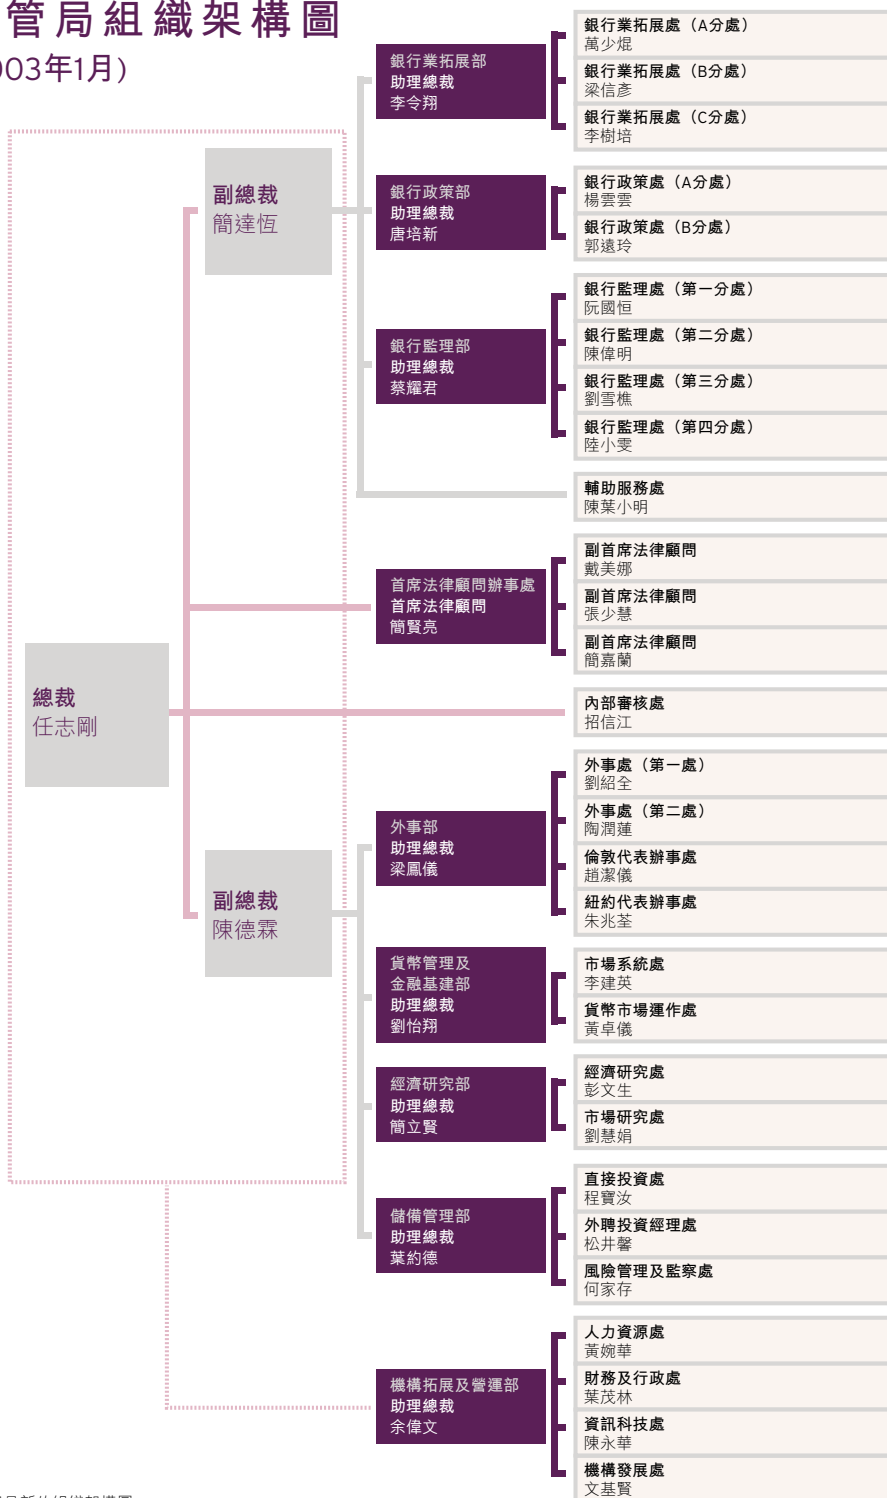 管局組織架構圖
003年1月)
銀行業拓展部
助理總裁
李令翔
銀行業拓展處（A分處）
萬少焜
銀行業拓展處（B分處）
梁信彥
銀行業拓展處（C分處）
李樹培
副總裁
簡達恆
銀行政策部
助理總裁
唐培新
銀行政策處（A分處）
楊雲雲
銀行政策處（B分處）
郭遠玲
銀行監理部
助理總裁
蔡耀君
銀行監理處（第一分處）
阮國恒
銀行監理處（第二分處）
陳偉明
銀行監理處（第三分處）
劉雪樵
銀行監理處（第四分處）
陸小雯
輔助服務處
陳葉小明
首席法律顧問辦事處
首席法律顧問
簡賢亮
副首席法律顧問
戴美娜
副首席法律顧問
張少慧
副首席法律顧問
簡嘉蘭
總裁
任志剛
內部審核處
招信江
外事部
助理總裁
梁鳳儀
外事處（第一處）
劉紹全
外事處（第二處）
陶潤蓮
倫敦代表辦事處
趙潔儀
紐約代表辦事處
朱兆荃
副總裁
陳德霖
貨幣管理及
金融基建部
助理總裁
劉怡翔
市場系統處
李建英
貨幣市場運作處
黃卓儀
經濟研究部
助理總裁
簡立賢
經濟研究處
彭文生
市場研究處
劉慧娟
儲備管理部
助理總裁
葉約德
直接投資處
程寶汝
外聘投資經理處
松井馨
風險管理及監察處
何家存
機構拓展及營運部
助理總裁
余偉文
人力資源處
黃婉華
財務及行政處
葉茂林
資訊科技處
陳永華
機構發展處
文基賢